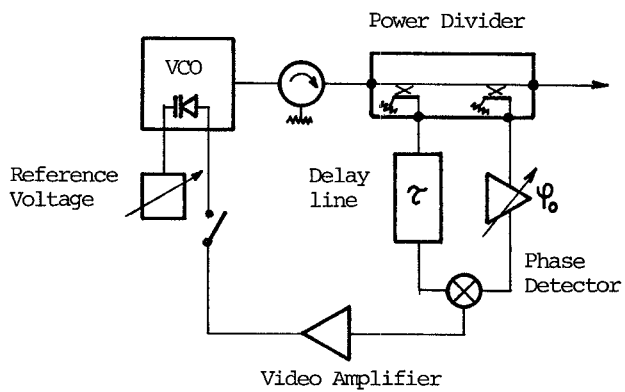 Power Divider
VCO
Reference
Voltage
Delay
line
τ
φ₀
Phase
Detector
Video Amplifier